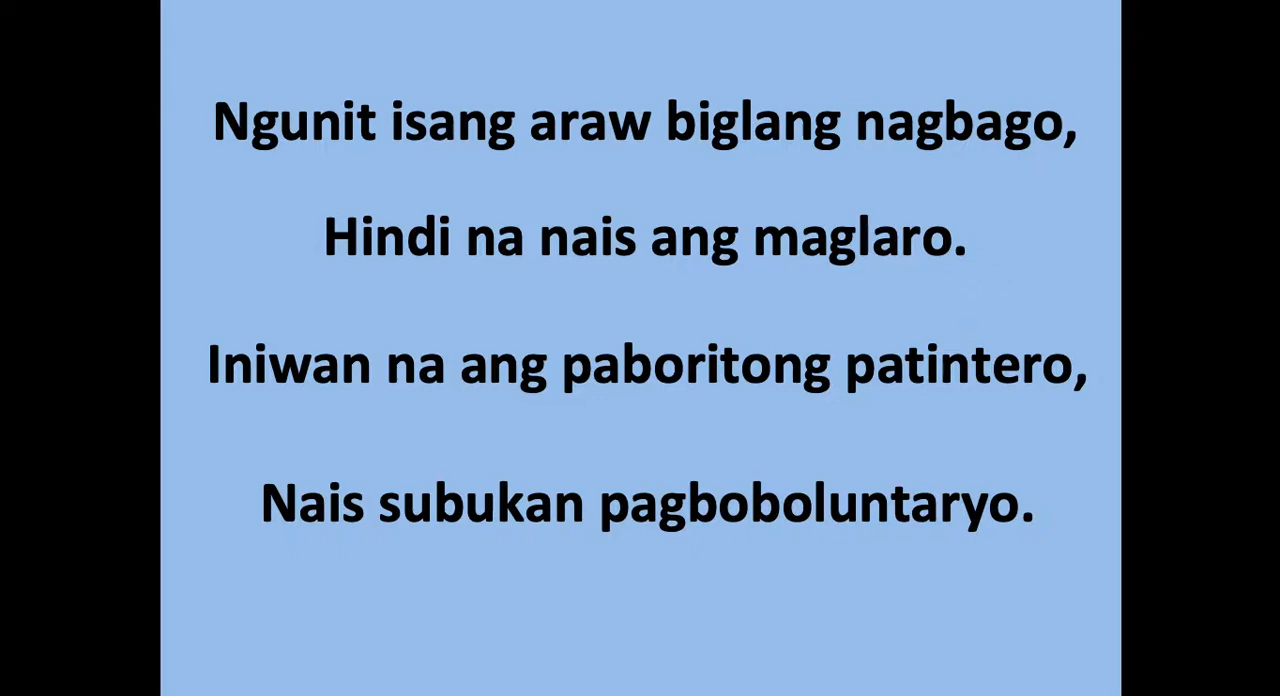 Ngunit isang araw biglang nagbago,
Hindi na nais ang maglaro.
Iniwan na ang paboritong patintero,
Nais subukan pagboboluntaryo.